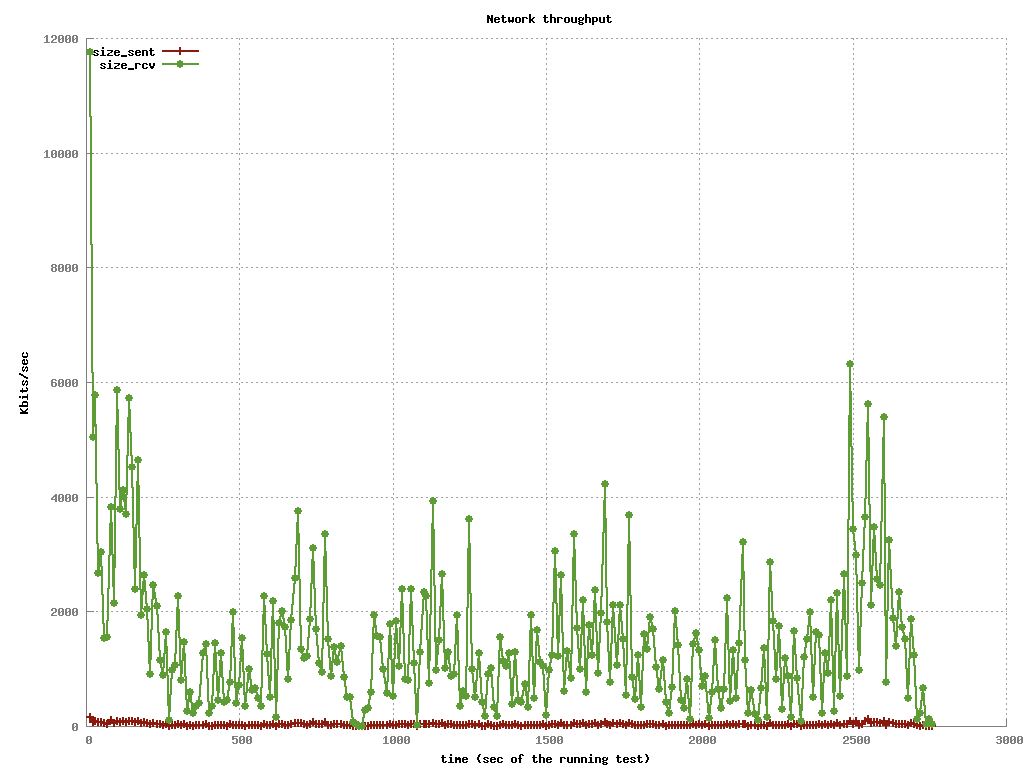 Network throughput
12000
size_sent
size_rcv
10000
8000
6000
Kbits/sec
4000
2000
0
0 500 1000 1500 2000 2500 3000
time (sec of the running test)